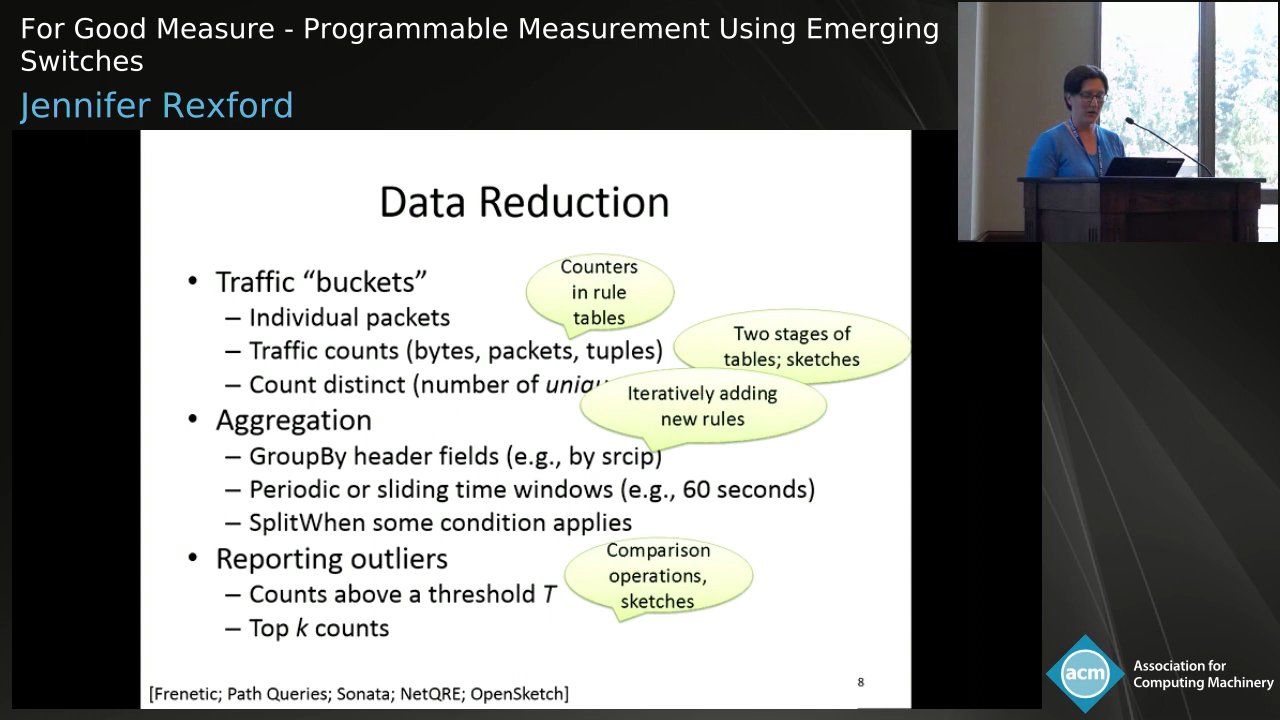 For Good Measure - Programmable Measurement Using Emerging
Switches
Jennifer Rexford
Data Reduction
• Traffic “buckets”
– Individual packets
– Traffic counts (bytes, packets, tuples)
– Count distinct (number of
Counters
in rule
tables
Two stages of
tables; sketches
Iteratively adding
new rules
• Aggregation
– GroupBy header fields (e.g., by srcip)
– Periodic or sliding time windows (e.g., 60 seconds)
– SplitWhen some condition applies
• Reporting outliers
– Counts above a threshold T
– Top k counts
Comparison
operations,
sketches
[Frenetic; Path Queries; Sonata; NetQRE; OpenSketch]
8
acm
Association for
Computing Machinery